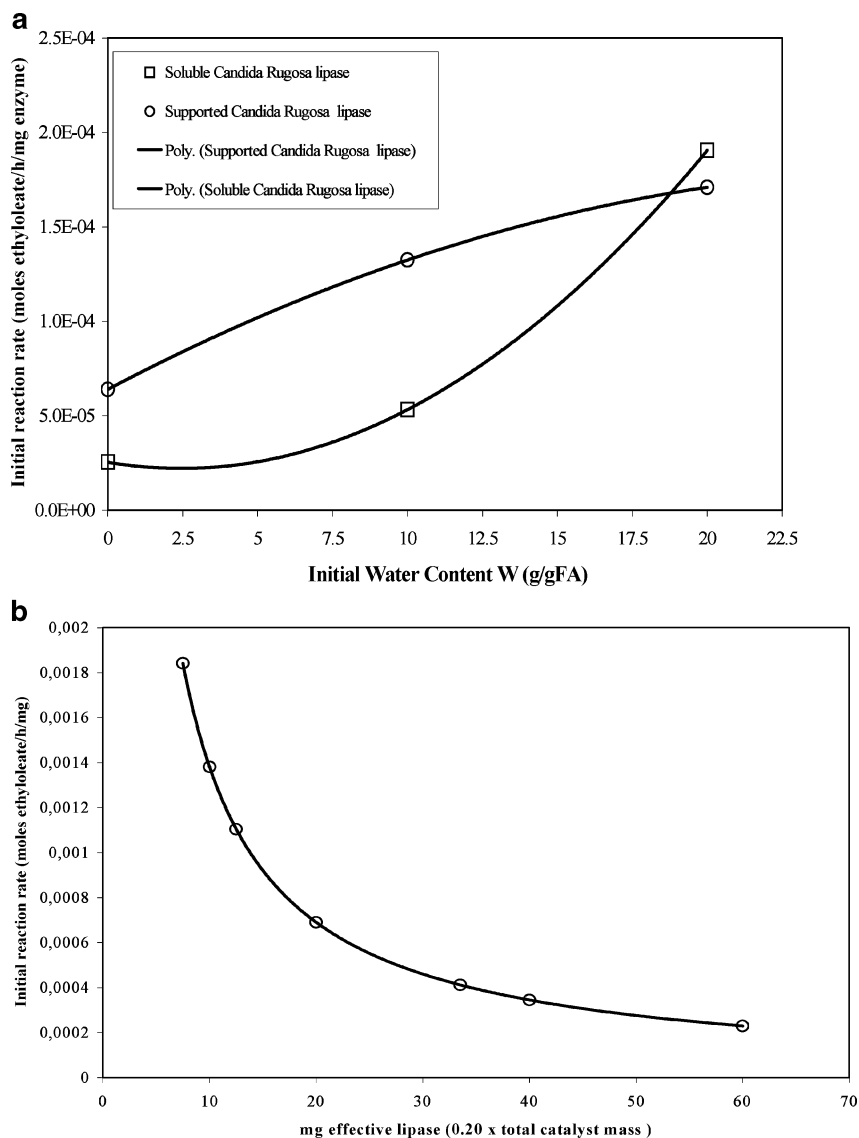 a
2.5E-04
2.0E-04
1.5E-04
1.0E-04
5.0E-05
0.0E+00
Initial reaction rate (moles ethyloleate/h/mg enzyme)
Soluble Candida Rugosa lipase
Supported Candida Rugosa lipase
Poly. (Supported Candida Rugosa lipase)
Poly. (Soluble Candida Rugosa lipase)
0 2.5 5 7.5 10 12.5 15 17.5 20 22.5
Initial Water Content W (g/gFA)
b
0,002
0,0018
0,0016
0,0014
0,0012
0,001
0,0008
0,0006
0,0004
0,0002
0
Initial reaction rate (moles ethyloleate/h/mg)
0 10 20 30 40 50 60 70
mg effective lipase (0.20 x total catalyst mass )